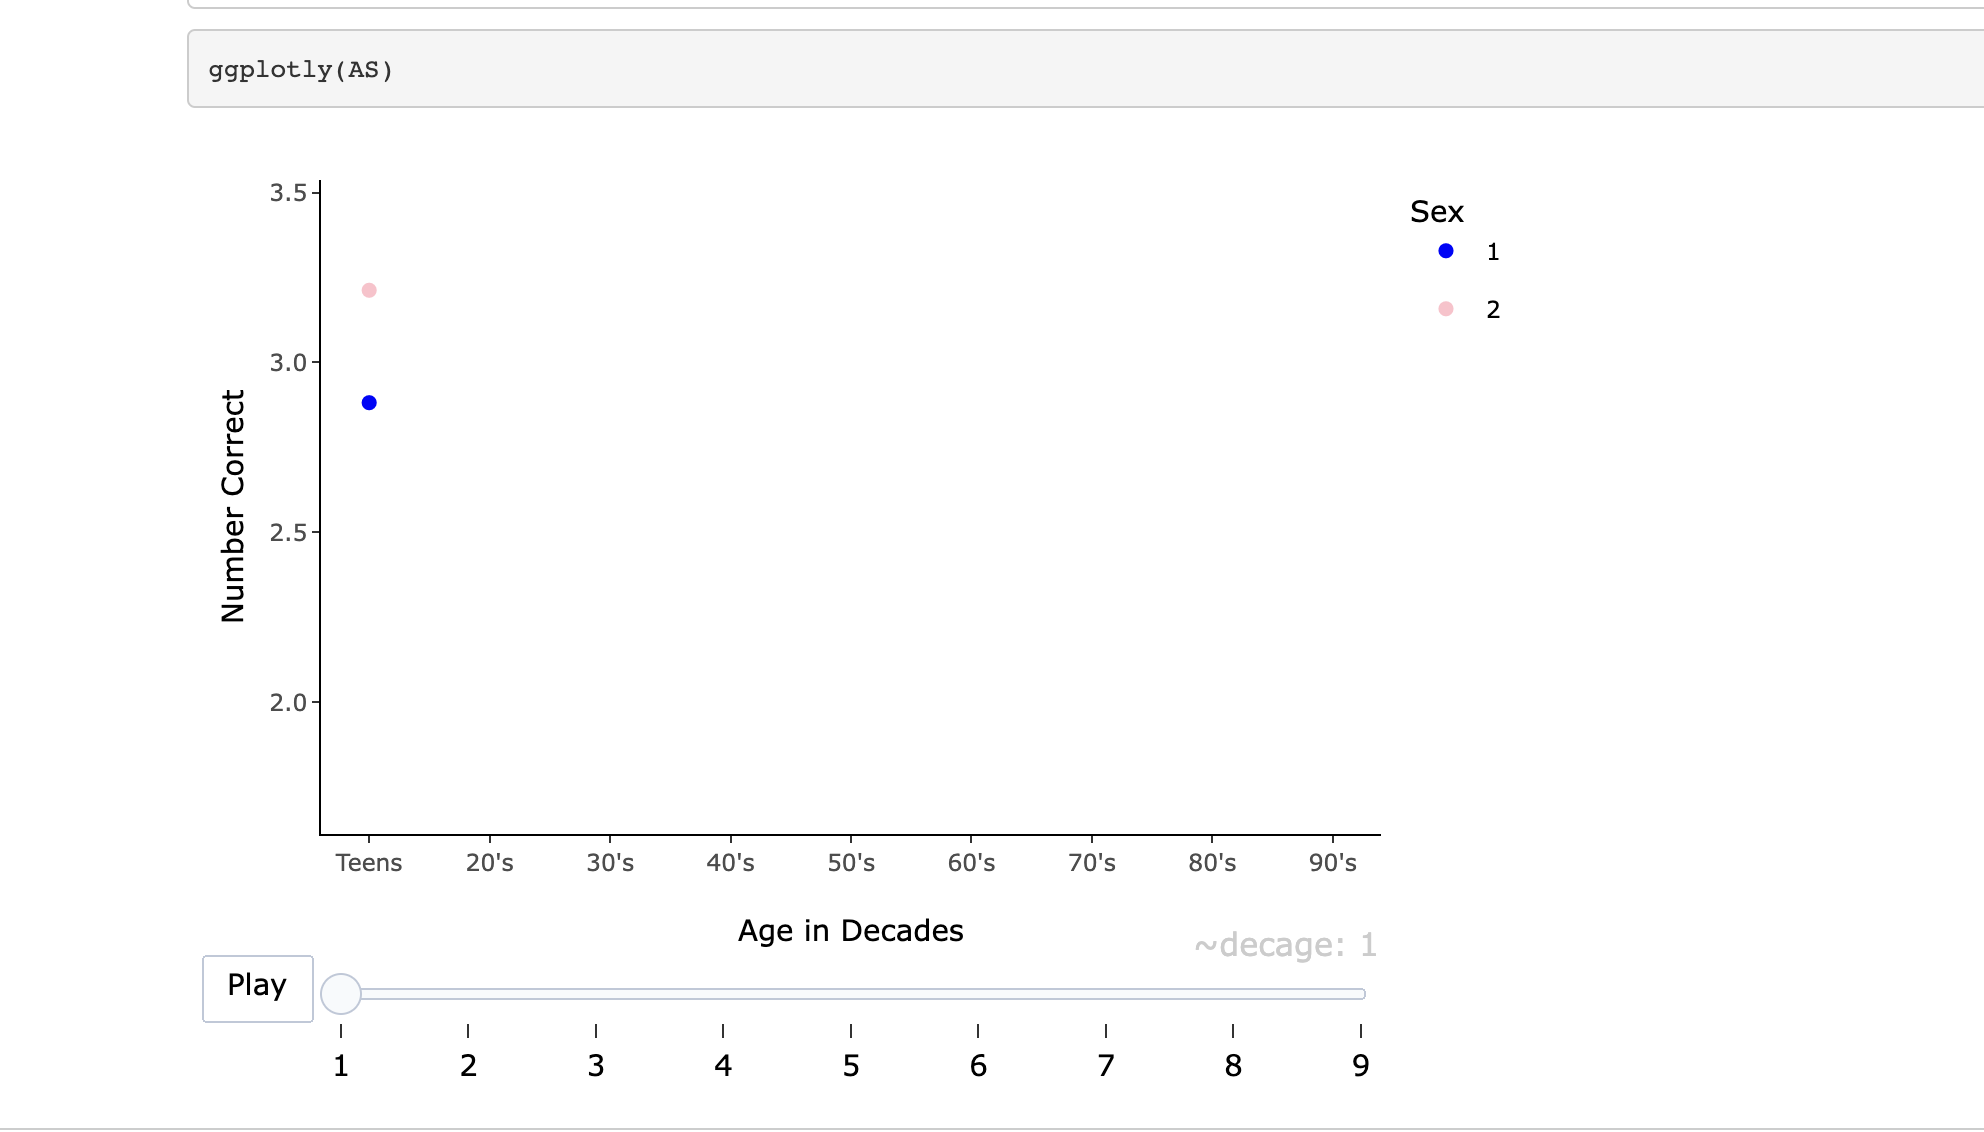 ggplotly(AS)
3.5
3.0
2.5
2.0
Number Correct
Sex
1
2
Teens 20's 30's 40's 50's 60's 70's 80's 90's
Age in Decades
~decage: 1
Play
1 2 3 4 5 6 7 8 9